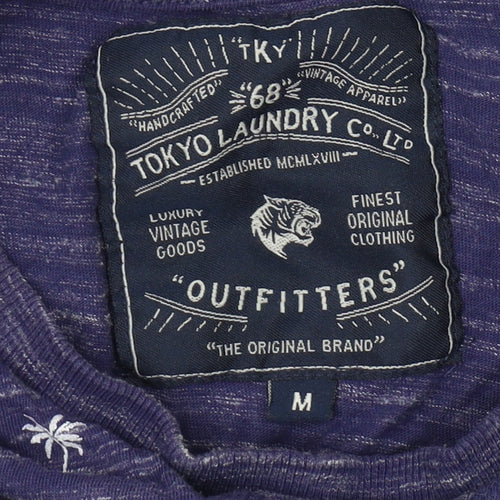 "TKY"
"HANDCRAFTED" "68" "VINTAGE APPAREL"
TOKYO LAUNDRY Co., LTD
ESTABLISHED MCMLXVIII
LUXURY
VINTAGE
GOODS
FINEST
ORIGINAL
CLOTHING
"OUTFITTERS"
"THE ORIGINAL BRAND"
M